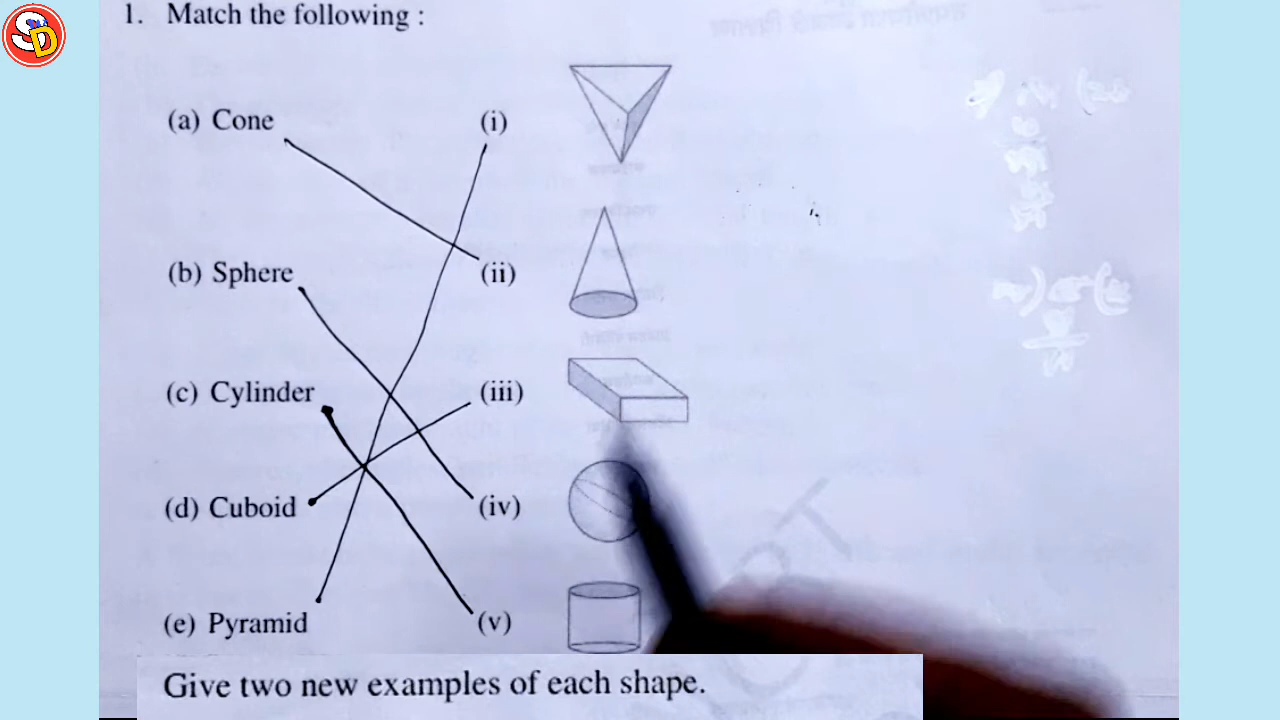 SD
1. Match the following :
(a) Cone (i)
(b) Sphere (ii)
(c) Cylinder (iii)
(d) Cuboid (iv)
(e) Pyramid (v)
Give two new examples of each shape.